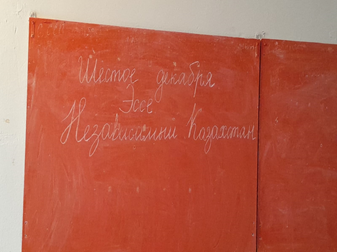 Шестое декабря
Эссе
Независимый Казахстан